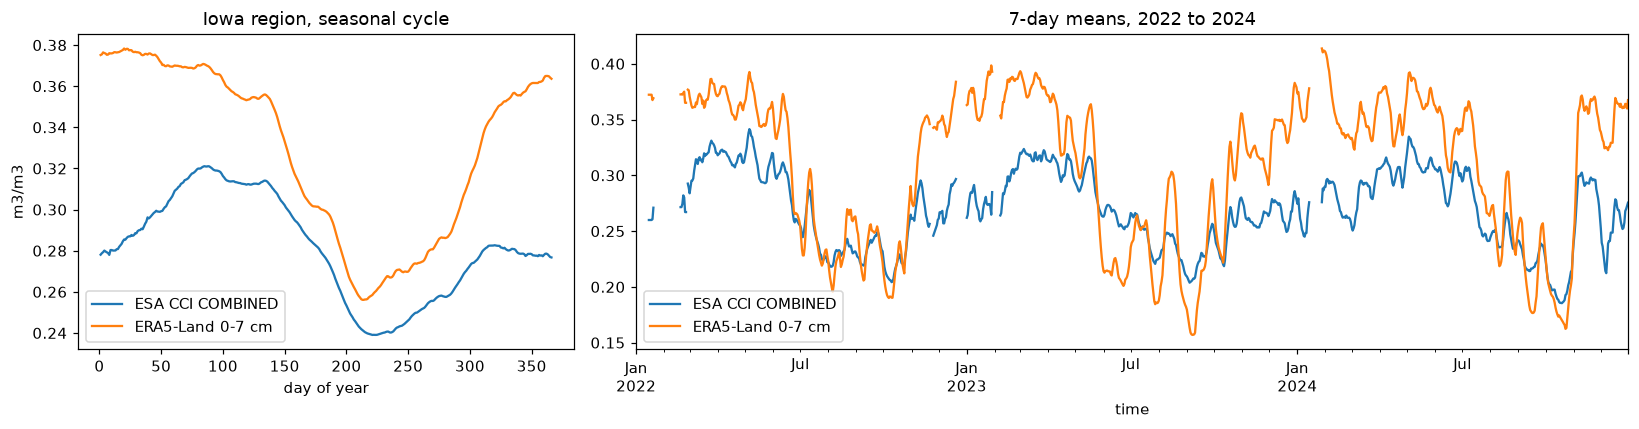 Iowa region, seasonal cycle
m3/m3
0.38
0.36
0.34
0.32
0.30
0.28
0.26
0.24
ESA CCI COMBINED
ERA5-Land 0-7 cm
0 50 100 150 200 250 300 350
day of year
7-day means, 2022 to 2024
0.40
0.35
0.30
0.25
0.20
0.15
ESA CCI COMBINED
ERA5-Land 0-7 cm
Jan Jul Jan Jul Jan Jul
2022 2023 2024
time